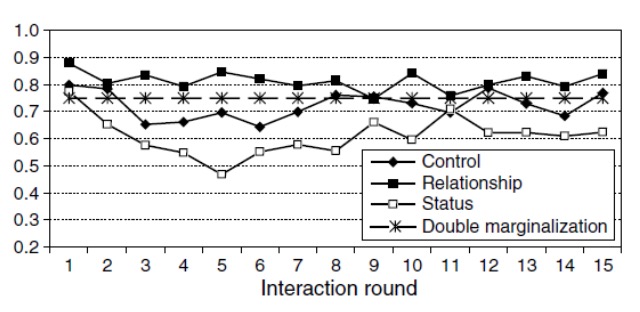 1.0
0.9
0.8
0.7
0.6
0.5
0.4
0.3
0.2
Control
Relationship
Status
Double marginalization
1 2 3 4 5 6 7 8 9 10 11 12 13 14 15
Interaction round